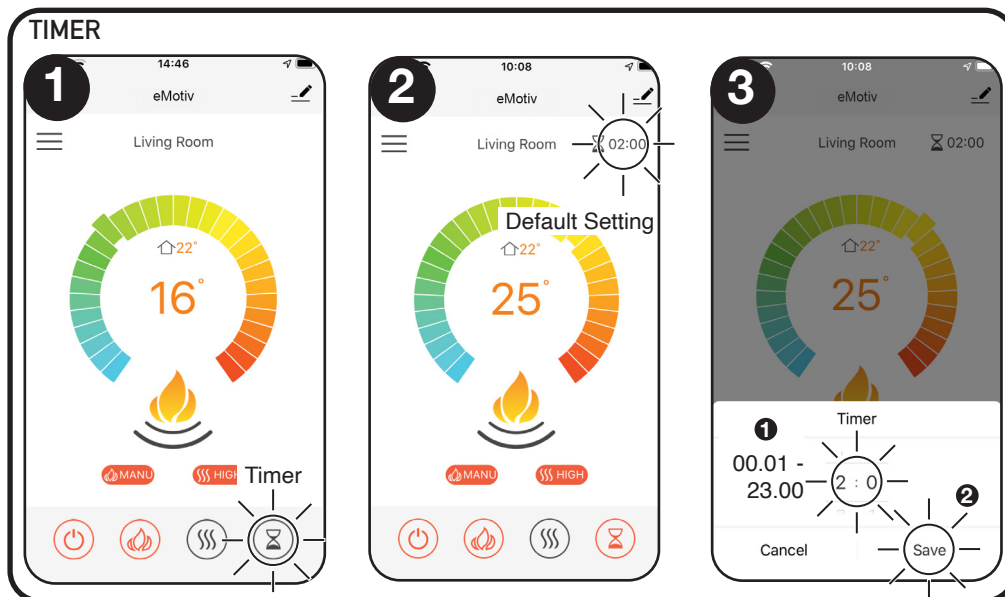 TIMER
1
14:46
eMotiv
Living Room
22°
16°
MANU
HIGH
Timer
2
10:08
eMotiv
Living Room
02:00
Default Setting
22°
25°
MANU
HIGH
3
10:08
eMotiv
Living Room
02:00
22°
25°
Timer
1
00.01 -
23.00
2 : 0
2
Cancel
Save